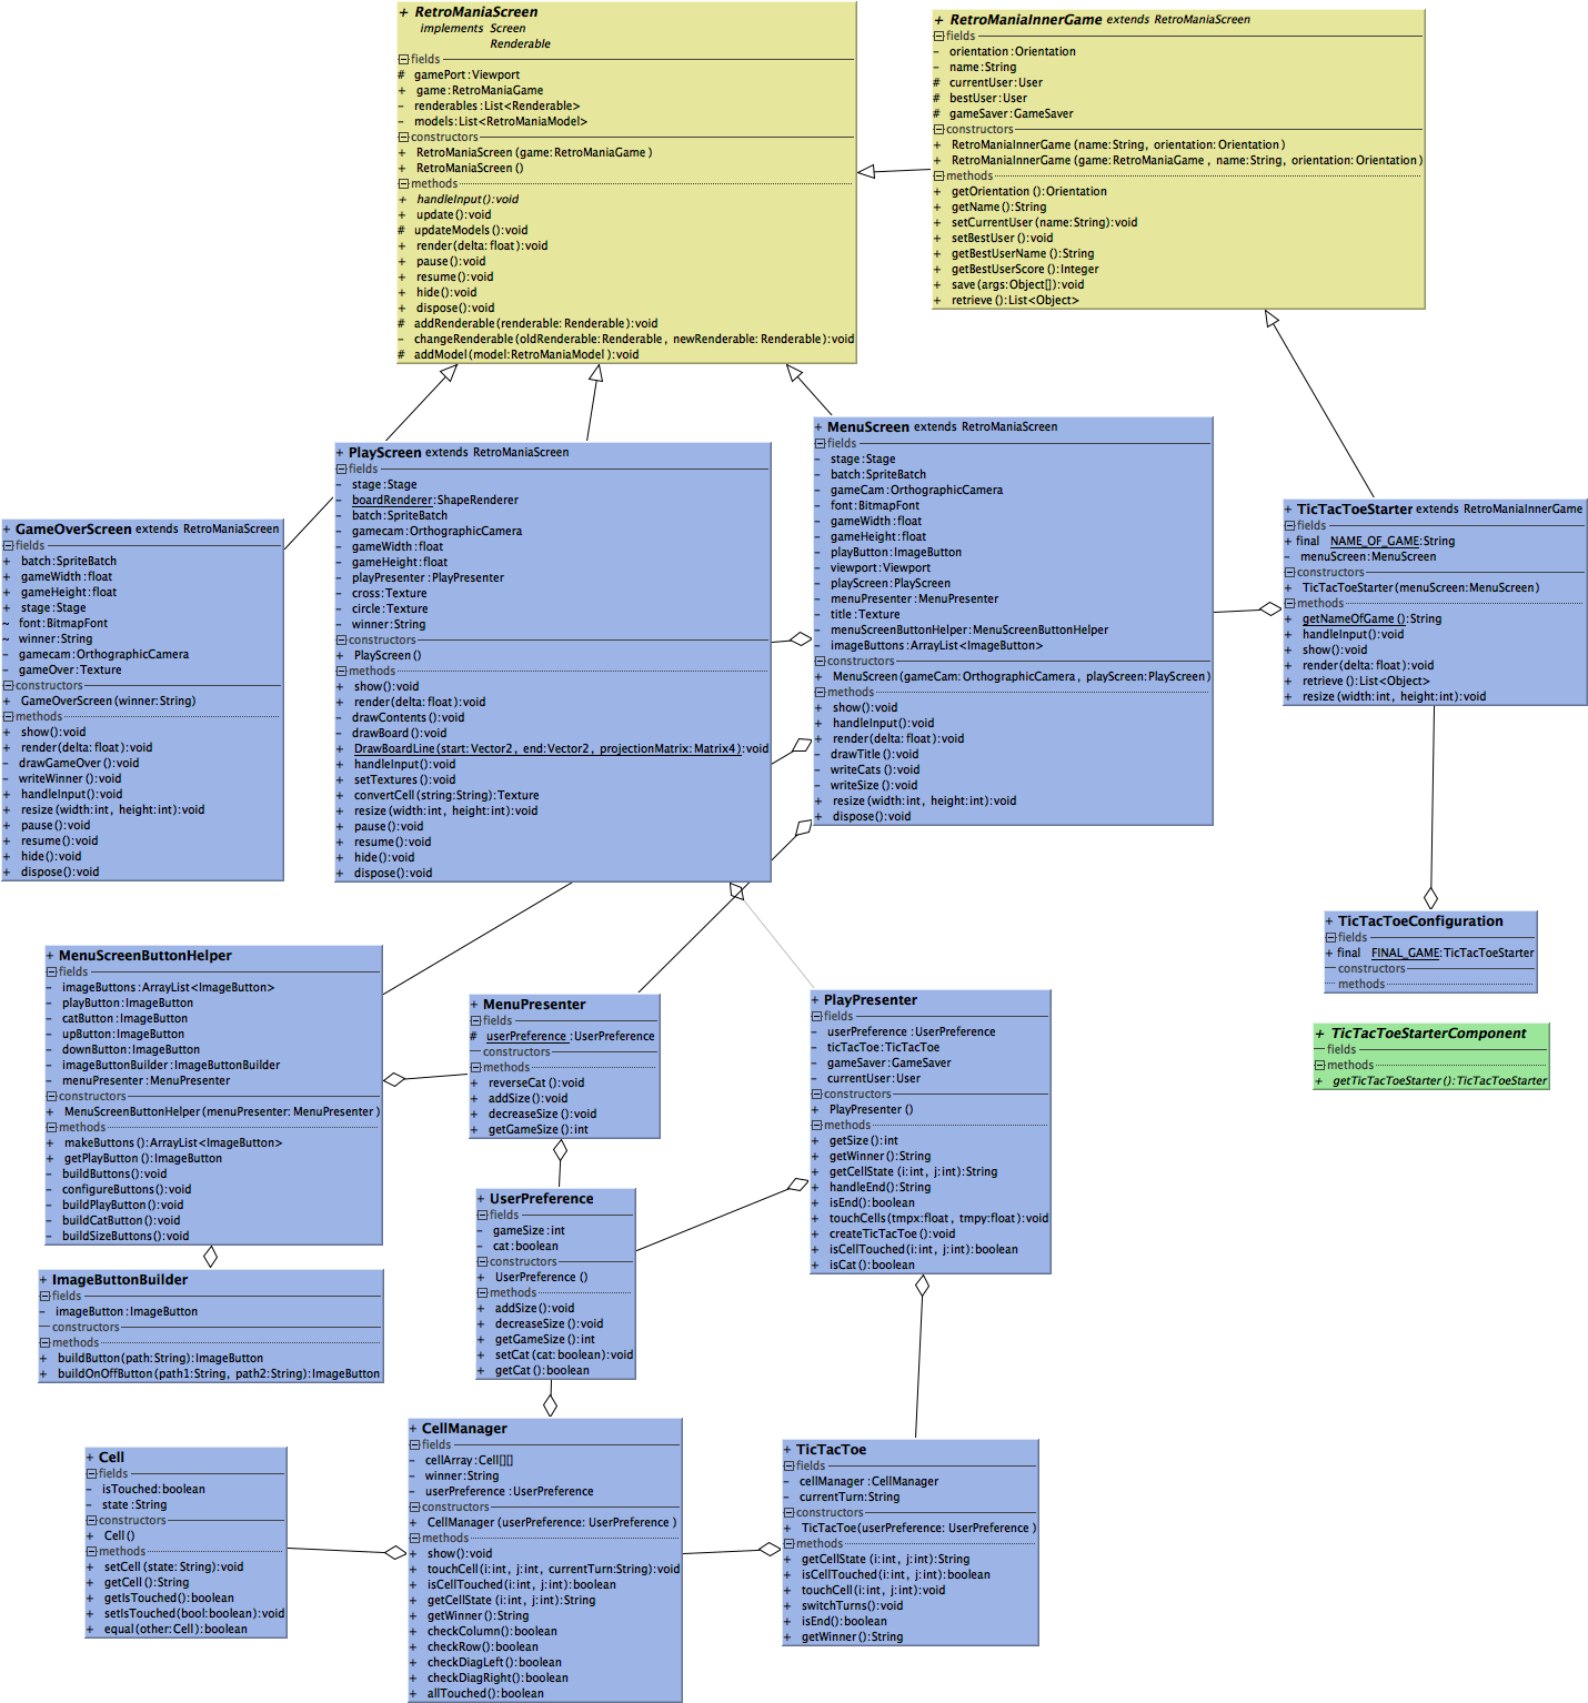 + RetroManiaScreen
implements Screen
Renderable
fields
# gamePort:Viewport
+ game:RetroManiaGame
- renderables:List<Renderable>
- models:List<RetroManiaModel>
constructors
+ RetroManiaScreen(game:RetroManiaGame)
+ RetroManiaScreen()
methods
+ handleInput():void
+ update():void
# updateModels():void
+ render(delta: float):void
+ pause():void
+ resume():void
+ hide():void
+ dispose():void
# addRenderable(renderable: Renderable):void
- changeRenderable(oldRenderable: Renderable, newRenderable: Renderable):void
# addModel(model:RetroManiaModel):void
+ RetroManiaInnerGame extends RetroManiaScreen
fields
- orientation:Orientation
- name:String
# currentUser:User
# bestUser:User
# gameSaver:GameSaver
constructors
+ RetroManiaInnerGame(name:String, orientation: Orientation)
+ RetroManiaInnerGame(game:RetroManiaGame, name:String, orientation: Orientation)
methods
+ getOrientation():Orientation
+ getName():String
+ setCurrentUser(name:String):void
+ setBestUser():void
+ getBestUserName():String
+ getBestUserScore():Integer
+ save(args:Object[]):void
+ retrieve():List<Object>
+ GameOverScreen extends RetroManiaScreen
fields
+ batch:SpriteBatch
+ gameWidth:float
+ gameHeight:float
+ stage:Stage
~ font:BitmapFont
~ winner:String
- gamecam:OrthographicCamera
- gameOver:Texture
constructors
+ GameOverScreen(winner:String)
methods
+ show():void
+ render(delta: float):void
- drawGameOver():void
- writeWinner():void
+ handleInput():void
+ resize(width:int, height:int):void
+ pause():void
+ resume():void
+ hide():void
+ dispose():void
+ PlayScreen extends RetroManiaScreen
fields
- stage:Stage
- boardRenderer:ShapeRenderer
- batch:SpriteBatch
- gamecam:OrthographicCamera
- gameWidth:float
- gameHeight:float
- playPresenter:PlayPresenter
- cross:Texture
- circle:Texture
- winner:String
constructors
+ PlayScreen()
methods
+ show():void
+ render(delta: float):void
- drawContents():void
- drawBoard():void
+ DrawBoardLine(start:Vector2, end:Vector2, projectionMatrix:Matrix4):void
+ handleInput():void
+ setTextures():void
+ convertCell(string:String):Texture
+ resize(width:int, height:int):void
+ pause():void
+ resume():void
+ hide():void
+ dispose():void
+ MenuScreen extends RetroManiaScreen
fields
- stage:Stage
- batch:SpriteBatch
- gameCam:OrthographicCamera
- font:BitmapFont
- gameWidth:float
- gameHeight:float
- playButton:ImageButton
- viewport:Viewport
- playScreen:PlayScreen
- menuPresenter:MenuPresenter
- title:Texture
- menuScreenButtonHelper:MenuScreenButtonHelper
- imageButtons:ArrayList<ImageButton>
constructors
+ MenuScreen(gameCam:OrthographicCamera, playScreen:PlayScreen)
methods
+ show():void
+ handleInput():void
+ render(delta: float):void
- drawTitle():void
- writeCats():void
- writeSize():void
+ resize(width:int, height:int):void
+ dispose():void
+ TicTacToeStarter extends RetroManiaInnerGame
fields
+ final NAME_OF_GAME:String
- menuScreen:MenuScreen
constructors
+ TicTacToeStarter(menuScreen:MenuScreen)
methods
+ getNameOfGame():String
+ handleInput():void
+ show():void
+ render(delta: float):void
+ retrieve():List<Object>
+ resize(width:int, height:int):void
+ TicTacToeConfiguration
fields
+ final FINAL_GAME:TicTacToeStarter
constructors
methods
+ TicTacToeStarterComponent
fields
methods
+ getTicTacToeStarter():TicTacToeStarter
+ MenuScreenButtonHelper
fields
- imageButtons:ArrayList<ImageButton>
- playButton:ImageButton
- catButton:ImageButton
- upButton:ImageButton
- downButton:ImageButton
- imageButtonBuilder:ImageButtonBuilder
- menuPresenter:MenuPresenter
constructors
+ MenuScreenButtonHelper(menuPresenter:MenuPresenter)
methods
+ makeButtons():ArrayList<ImageButton>
+ getPlayButton():ImageButton
- buildButtons():void
- configureButtons():void
- buildPlayButton():void
- buildCatButton():void
- buildSizeButtons():void
+ MenuPresenter
fields
# userPreference:UserPreference
constructors
methods
+ reverseCat():void
+ addSize():void
+ decreaseSize():void
+ getGameSize():int
+ PlayPresenter
fields
- userPreference:UserPreference
- ticTacToe:TicTacToe
- gameSaver:GameSaver
- currentUser:User
constructors
+ PlayPresenter()
methods
+ getSize():int
+ getWinner():String
+ getCellState(i:int, j:int):String
+ handleEnd():String
+ isEnd():boolean
+ touchCells(tmpx:float, tmpy:float):void
+ createTicTacToe():void
+ isCellTouched(i:int, j:int):boolean
+ isCat():boolean
+ ImageButtonBuilder
fields
- imageButton:ImageButton
constructors
methods
+ buildButton(path:String):ImageButton
+ buildOnOffButton(path1:String, path2:String):ImageButton
+ UserPreference
fields
- gameSize:int
- cat:boolean
constructors
+ UserPreference()
methods
+ addSize():void
+ decreaseSize():void
+ getGameSize():int
+ setCat(cat:boolean):void
+ getCat():boolean
+ Cell
fields
- isTouched:boolean
- state:String
constructors
+ Cell()
methods
+ setCell(state: String):void
+ getCell():String
+ getIsTouched():boolean
+ setIsTouched(bool:boolean):void
+ equal(other:Cell):boolean
+ CellManager
fields
- cellArray:Cell[][]
- winner:String
- userPreference:UserPreference
constructors
+ CellManager(userPreference: UserPreference)
methods
+ show():void
+ touchCell(i:int, j:int, currentTurn:String):void
+ isCellTouched(i:int, j:int):boolean
+ getCellState(i:int, j:int):String
+ getWinner():String
+ checkColumn():boolean
+ checkRow():boolean
+ checkDiagLeft():boolean
+ checkDiagRight():boolean
+ allTouched():boolean
+ TicTacToe
fields
- cellManager:CellManager
- currentTurn:String
constructors
+ TicTacToe(userPreference: UserPreference)
methods
+ getCellState(i:int, j:int):String
+ isCellTouched(i:int, j:int):boolean
+ touchCell(i:int, j:int):void
+ switchTurns():void
+ isEnd():boolean
+ getWinner():String